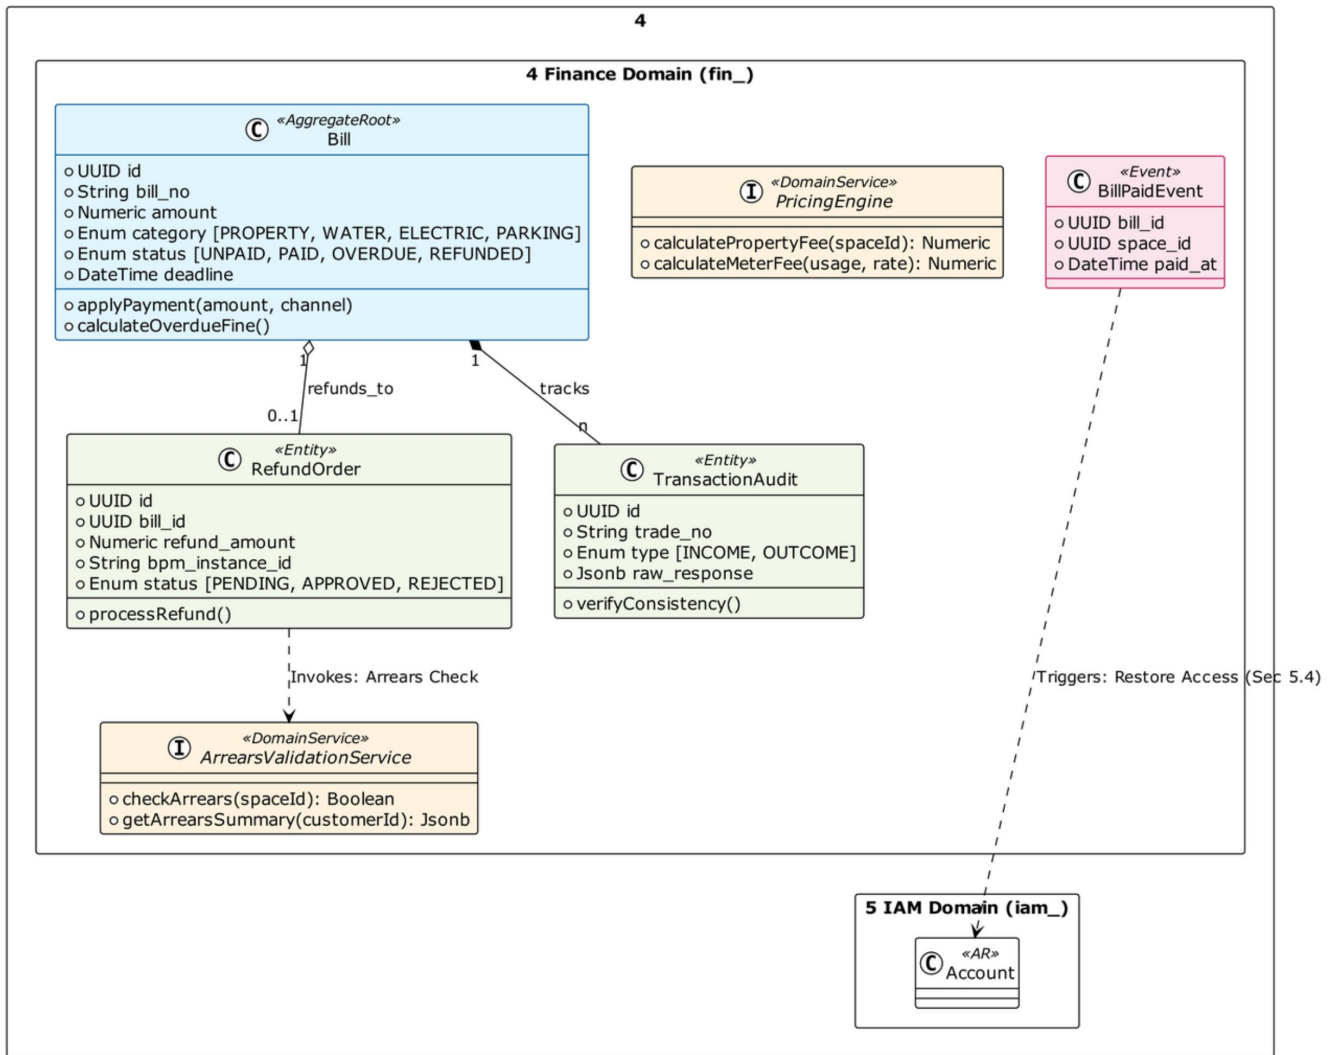 4
4 Finance Domain (fin_)
C
«AggregateRoot»
Bill
UUID id
String bill_no
Numeric amount
Enum category [PROPERTY, WATER, ELECTRIC, PARKING]
Enum status [UNPAID, PAID, OVERDUE, REFUNDED]
DateTime deadline
applyPayment(amount, channel)
calculateOverdueFine()
I
«DomainService»
PricingEngine
calculatePropertyFee(spaceId): Numeric
calculateMeterFee(usage, rate): Numeric
C
«Event»
BillPaidEvent
UUID bill_id
UUID space_id
DateTime paid_at
1
refunds_to
0..1
1
tracks
n
C
«Entity»
RefundOrder
UUID id
UUID bill_id
Numeric refund_amount
String bpm_instance_id
Enum status [PENDING, APPROVED, REJECTED]
processRefund()
C
«Entity»
TransactionAudit
UUID id
String trade_no
Enum type [INCOME, OUTCOME]
Jsonb raw_response
verifyConsistency()
Invokes: Arrears Check
Triggers: Restore Access (Sec 5.4)
I
«DomainService»
ArrearsValidationService
checkArrears(spaceId): Boolean
getArrearsSummary(customerId): Jsonb
5 IAM Domain (iam_)
C
«AR»
Account